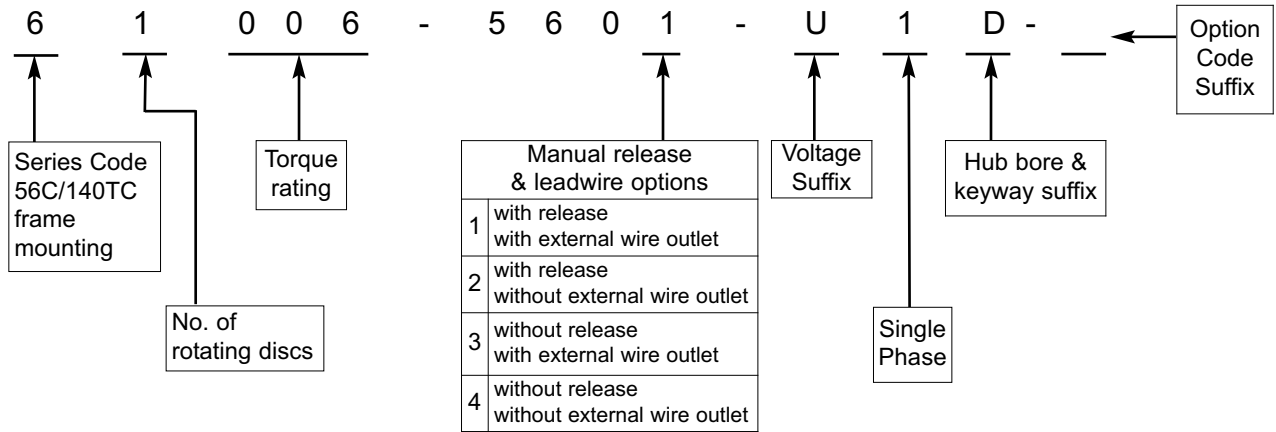 6 1 0 0 6 - 5 6 0 1 - U 1 D -
Option
Code
Suffix
Series Code
56C/140TC
frame
mounting
Torque
rating
Manual release
& leadwire options
1 with release
with external wire outlet
2 with release
without external wire outlet
3 without release
with external wire outlet
4 without release
without external wire outlet
Voltage
Suffix
Hub bore &
keyway suffix
No. of
rotating discs
Single
Phase